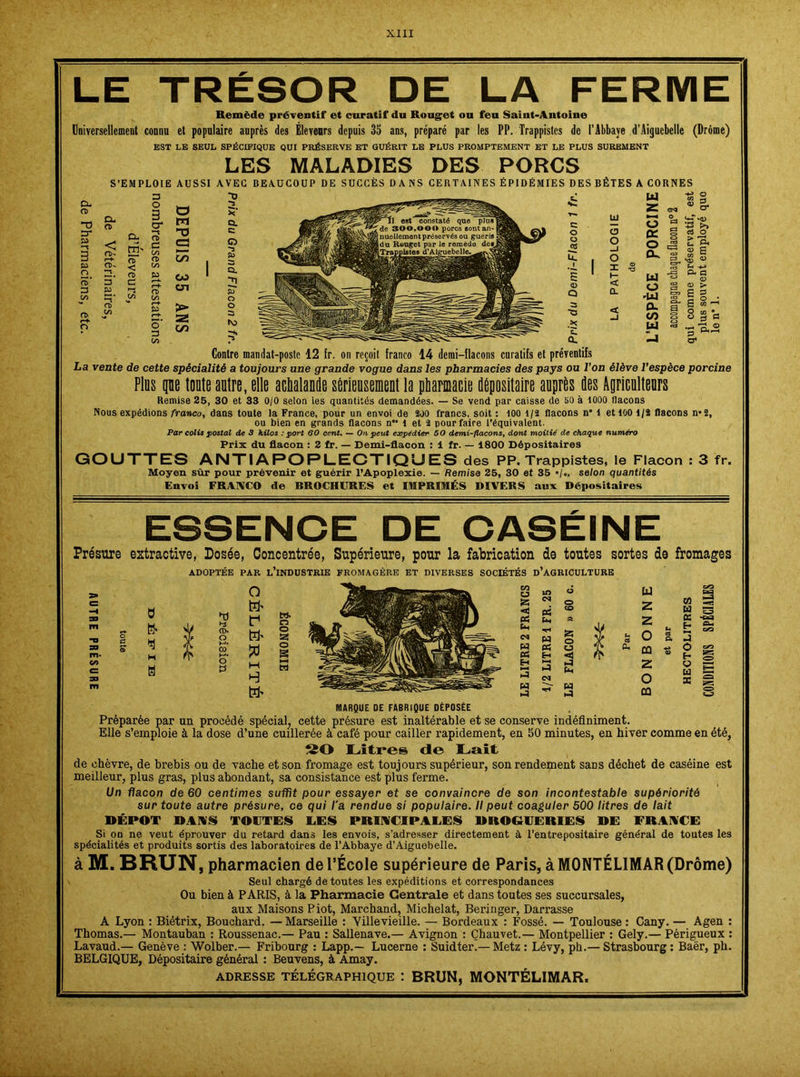 XIII
LE TRÉSOR DE LA FERME
Remède préventif et curatif du Rouget ou feu Saint-Antoine
Universellement connu et populaire auprès des Éleveurs depuis 35 ans, préparé par les PP. Trappistes de l'Abbaye d'Aiguebelle (Drôme)
EST LE SEUL SPÉCIFIQUE QUI PRÉSERVE ET GUÉRIT LE PLUS PROMPTEMENT ET LE PLUS SUREMENT
LES MALADIES DES PORCS
S'EMPLOIE AUSSI AVEC BEAUCOUP DE SUCCÈS DANS CERTAINES ÉPIDÉMIES DES BÊTES A CORNES
DEPUIS 35 ANS
nombreuses attestations
d'Éleveurs,
de Vétérinaires,
de Pharmaciens, etc.
Prix du Grand Flacon 2 fr.
Il est constaté que plus
de 300.000 porcs sont an-
nuellement préservés ou guéris
du Rouget par le remède des
Trappistes d'Aiguebelle.
Prix du Demi-Flacon 1 fr.
LA PATHOLOGIE
de
L'ESPÈCE PORCINE
accompagne chaque flacon n° 2
qui comme préservatif, est
plus souvent employé que
le n° 1.
Contre mandat-poste 12 fr. on reçoit franco 14 demi-flacons curatifs et préventifs
La vente de cette spécialité a toujours une grande vogue dans les pharmacies des pays ou l'on élève l'espèce porcine
Plus que toute autre, elle achalande sérieusement la pharmacie dépositaire auprès des Agriculteurs
Remise 25, 30 et 33 0/0 selon les quantités demandées. — Se vend par caisse de 50 à 1000 flacons
Nous expédions franco, dans toute la France, pour un envoi de 200 francs, soit : 100 1/2 flacons n° 1 et 100 1/2 flacons n° 2,
ou bien en grands flacons nos 1 et 2 pour faire l'équivalent.
Par colis postal de 3 kilos : port 60 cent. — On peut expédier 50 demi-flacons, dont moitié de chaque numéro
Prix du flacon : 2 fr. — Demi-flacon : 1 fr. — 1800 Dépositaires
GOUTTES ANTIAPOPLECTIQUES des PP. Trappistes, le Flacon : 3 fr.
Moyen sûr pour prévenir et guérir l'Apoplexie. — Remise 25, 30 et 35 °/., selon quantités
Envoi FRANCO de BROCHURES et IMPRIMÉS DIVERS aux Dépositaires
ESSENCE DE CASÉINE
Présure extractive, Dosée, Concentrée, Supérieure, pour la fabrication de toutes sortes de fromages
ADOPTÉE PAR L'INDUSTRIE FROMAGÈRE ET DIVERSES SOCIÉTÉS D'AGRICULTURE
ECONOMIE
CELERITE
Précision
DEFIE
toute
AUTRE PRESURE
LE LITRE 2 FRANCS
1/2 LITRE 1 FR. 25
LE FLACON » 60 c.
Par
BONBONNE
et par
HECTOLITRES
CONDITIONS SPÉCIALES
MARQUE DE FABRIQUE DÉPOSÉE
Préparée par un procédé spécial, cette présure est inaltérable et se conserve indéfiniment.
Elle s'emploie à la dose d'une cuillerée à café pour cailler rapidement, en 50 minutes, en hiver comme en été,
20 Litres de Lait
de chèvre, de brebis ou de vache et son fromage est toujours supérieur, son rendement sans déchet de caséine est
meilleur, plus gras, plus abondant, sa consistance est plus ferme.
Un flacon de 60 centimes suffit pour essayer et se convaincre de son incontestable supériorité
sur toute autre présure, ce qui l'a rendue si populaire. Il peut coaguler 500 litres de lait
DÉPOT DANS TOUTES LES PRINCIPALES DROGUERIES DE FRANCE
Si on ne veut éprouver du retard dans les envois, s'adresser directement à l'entrepositaire général de toutes les
spécialités et produits sortis des laboratoires de l'Abbaye d'Aiguebelle.
à M. BRUN, pharmacien de l'École supérieure de Paris, à MONTÉLIMAR (Drôme)
Seul chargé de toutes les expéditions et correspondances
Ou bien à PARIS, à la Pharmacie Centrale et dans toutes ses succursales,
aux Maisons Piot, Marchand, Michelat, Beringer, Darrasse
A Lyon : Biétrix, Bouchard. — Marseille : Villevieille. — Bordeaux : Fossé. — Toulouse : Cany. — Agen :
Thomas.— Montauban : Roussenac.— Pau : Sallenave.— Avignon : Chauvet.— Montpellier : Gely.— Périgueux :
Lavaud.— Genève : Wolber.— Fribourg : Lapp.— Lucerne : Suidter.— Metz : Lévy, ph.— Strasbourg : Baër, ph.
BELGIQUE, Dépositaire général : Beuvens, à Amay.
ADRESSE TÉLÉGRAPHIQUE : BRUN, MONTÉLIMAR.